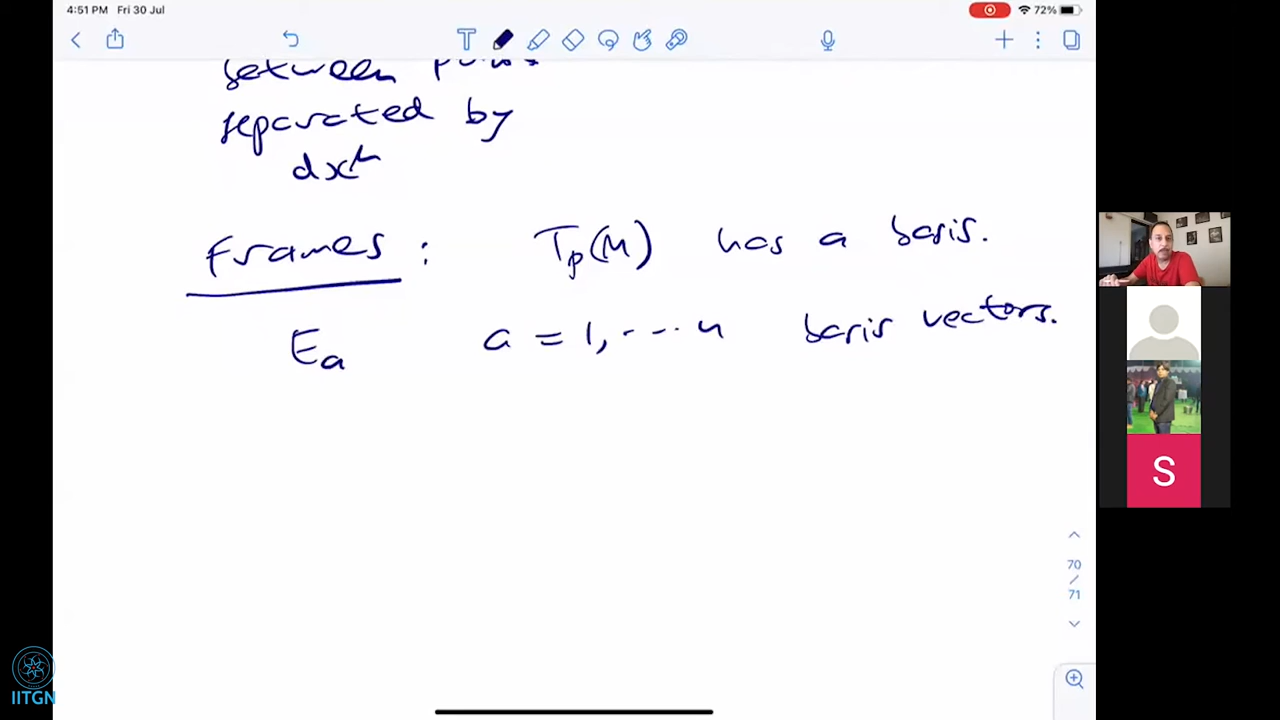 4:51 PM Fri 30 Jul
72%
between
separated by
dx^μ
Frames : T_p(M) has a basis.
E_a a = 1, ... n basis vectors.
70
/
71
S
IITGN